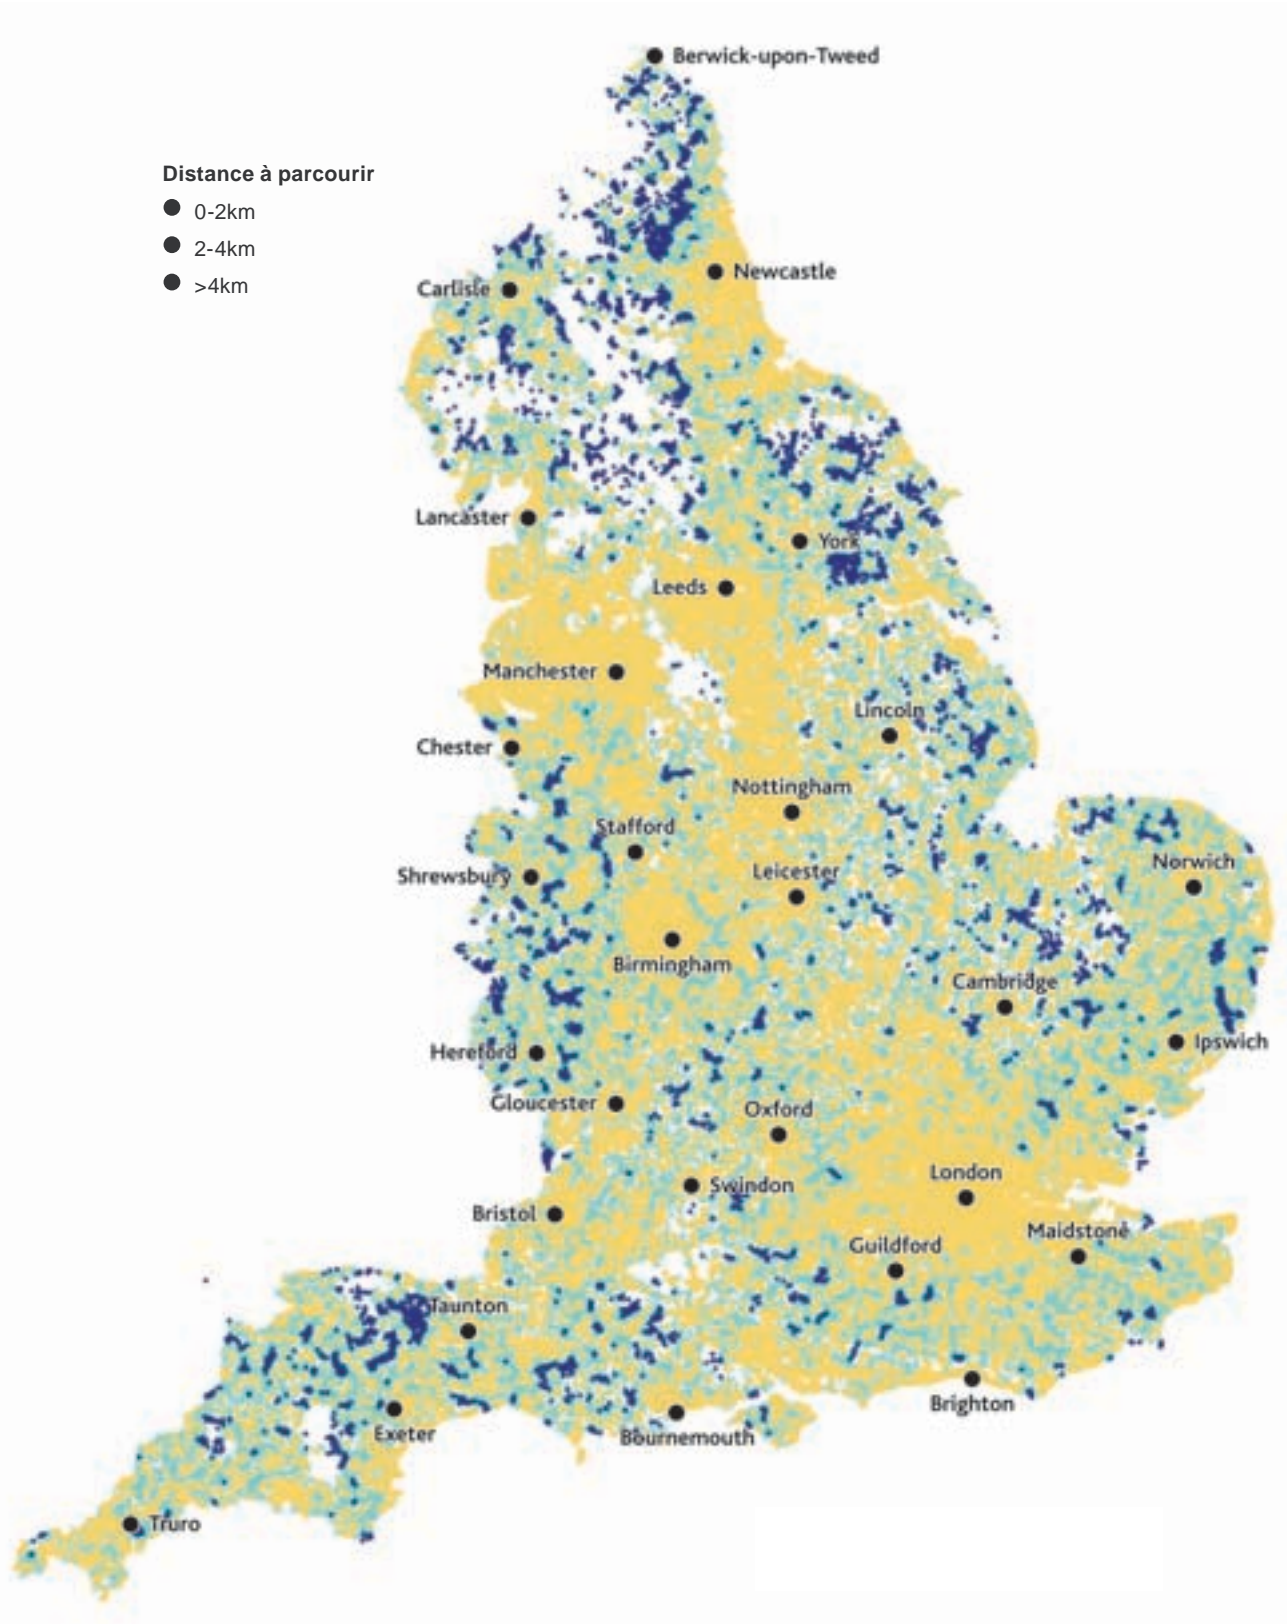 Berwick-upon-Tweed
Distance à parcourir
0-2km
2-4km
>4km
Newcastle
Carlisle
Lancaster
York
Leeds
Manchester
Lincoln
Chester
Nottingham
Stafford
Norwich
Leicester
Shrewsbury
Birmingham
Cambridge
Ipswich
Hereford
Gloucester
Oxford
London
Swindon
Bristol
Maidstone
Guildford
Taunton
Brighton
Exeter
Bournemouth
Truro